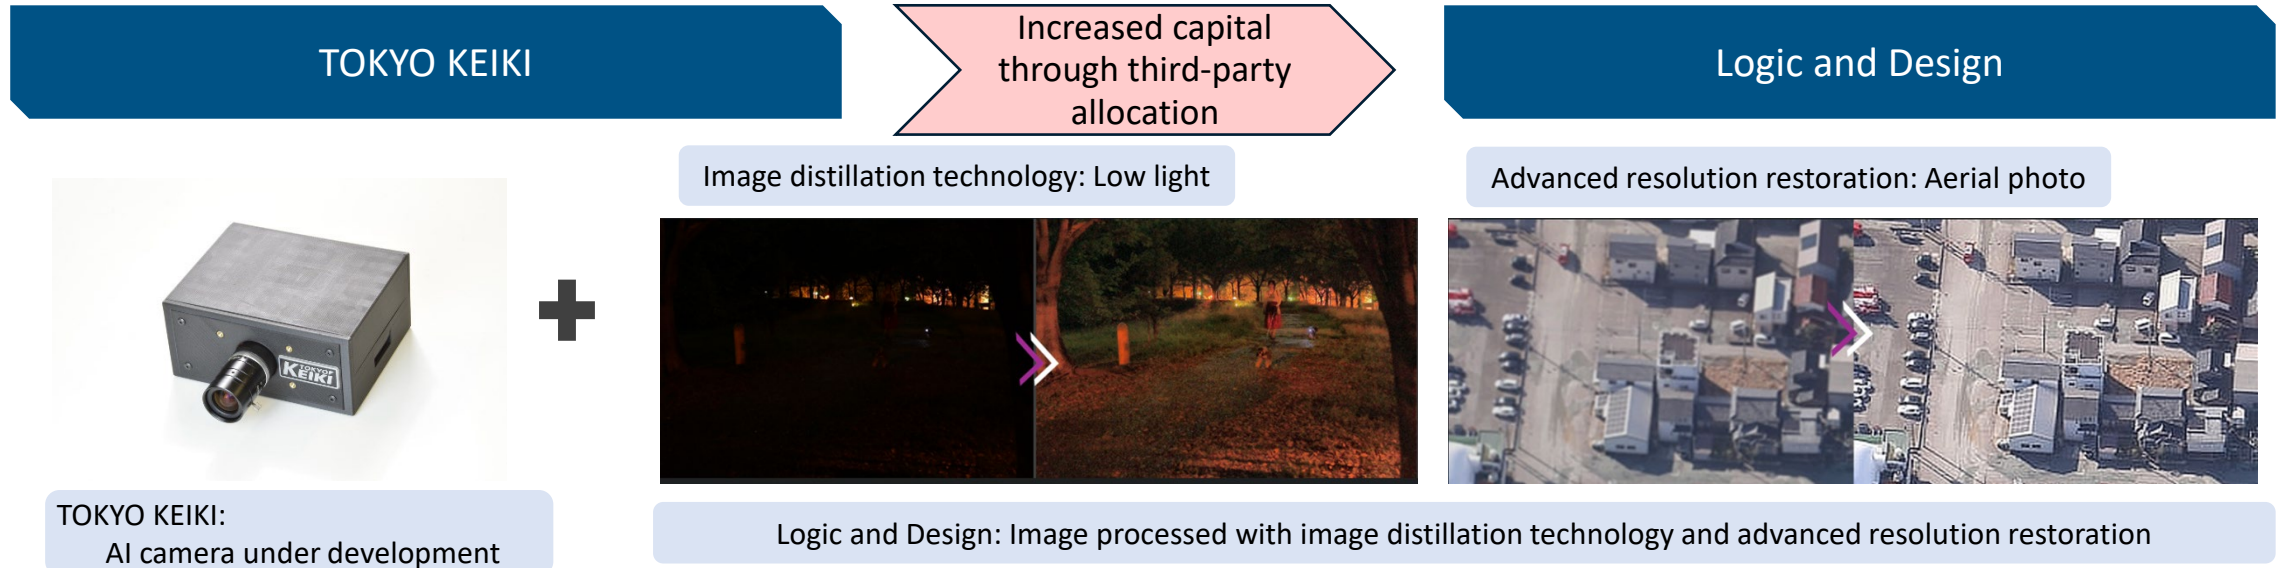 TOKYO KEIKI
Increased capital
through third-party
allocation
Logic and Design
Image distillation technology: Low light
Advanced resolution restoration: Aerial photo
TOKYO
KEIKI
TOKYO KEIKI:
AI camera under development
Logic and Design: Image processed with image distillation technology and advanced resolution restoration